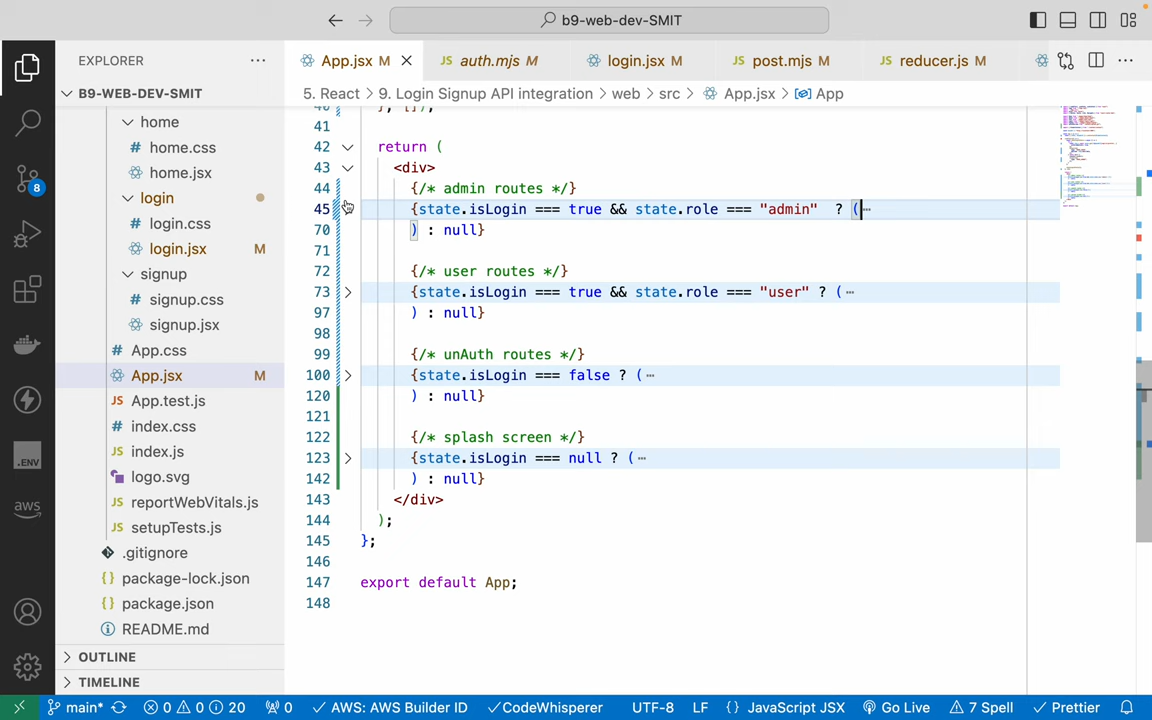 b9-web-dev-SMIT
EXPLORER
B9-WEB-DEV-SMIT
home
home.css
home.jsx
login
login.css
login.jsx M
signup
signup.css
signup.jsx
App.css
App.jsx M
App.test.js
index.css
index.js
logo.svg
reportWebVitals.js
setupTests.js
.gitignore
package-lock.json
package.json
README.md
OUTLINE
TIMELINE
8
.ENV
aws
App.jsx M
auth.mjs M
login.jsx M
post.mjs M
reducer.js M
5. React > 9. Login Signup API integration > web > src > App.jsx > App
41
42 return (
43 <div>
44 {/* admin routes */}
45 {state.isLogin === true && state.role === "admin"  ? (…
70 ) : null}
71
72 {/* user routes */}
73 {state.isLogin === true && state.role === "user" ? (…
97 ) : null}
98
99 {/* unAuth routes */}
100 {state.isLogin === false ? (…
120 ) : null}
121
122 {/* splash screen */}
123 {state.isLogin === null ? (…
142 ) : null}
143 </div>
144 );
145 };
146
147 export default App;
148
main* 0 0 20 0 AWS: AWS Builder ID CodeWhisperer UTF-8 LF {} JavaScript JSX Go Live 7 Spell Prettier